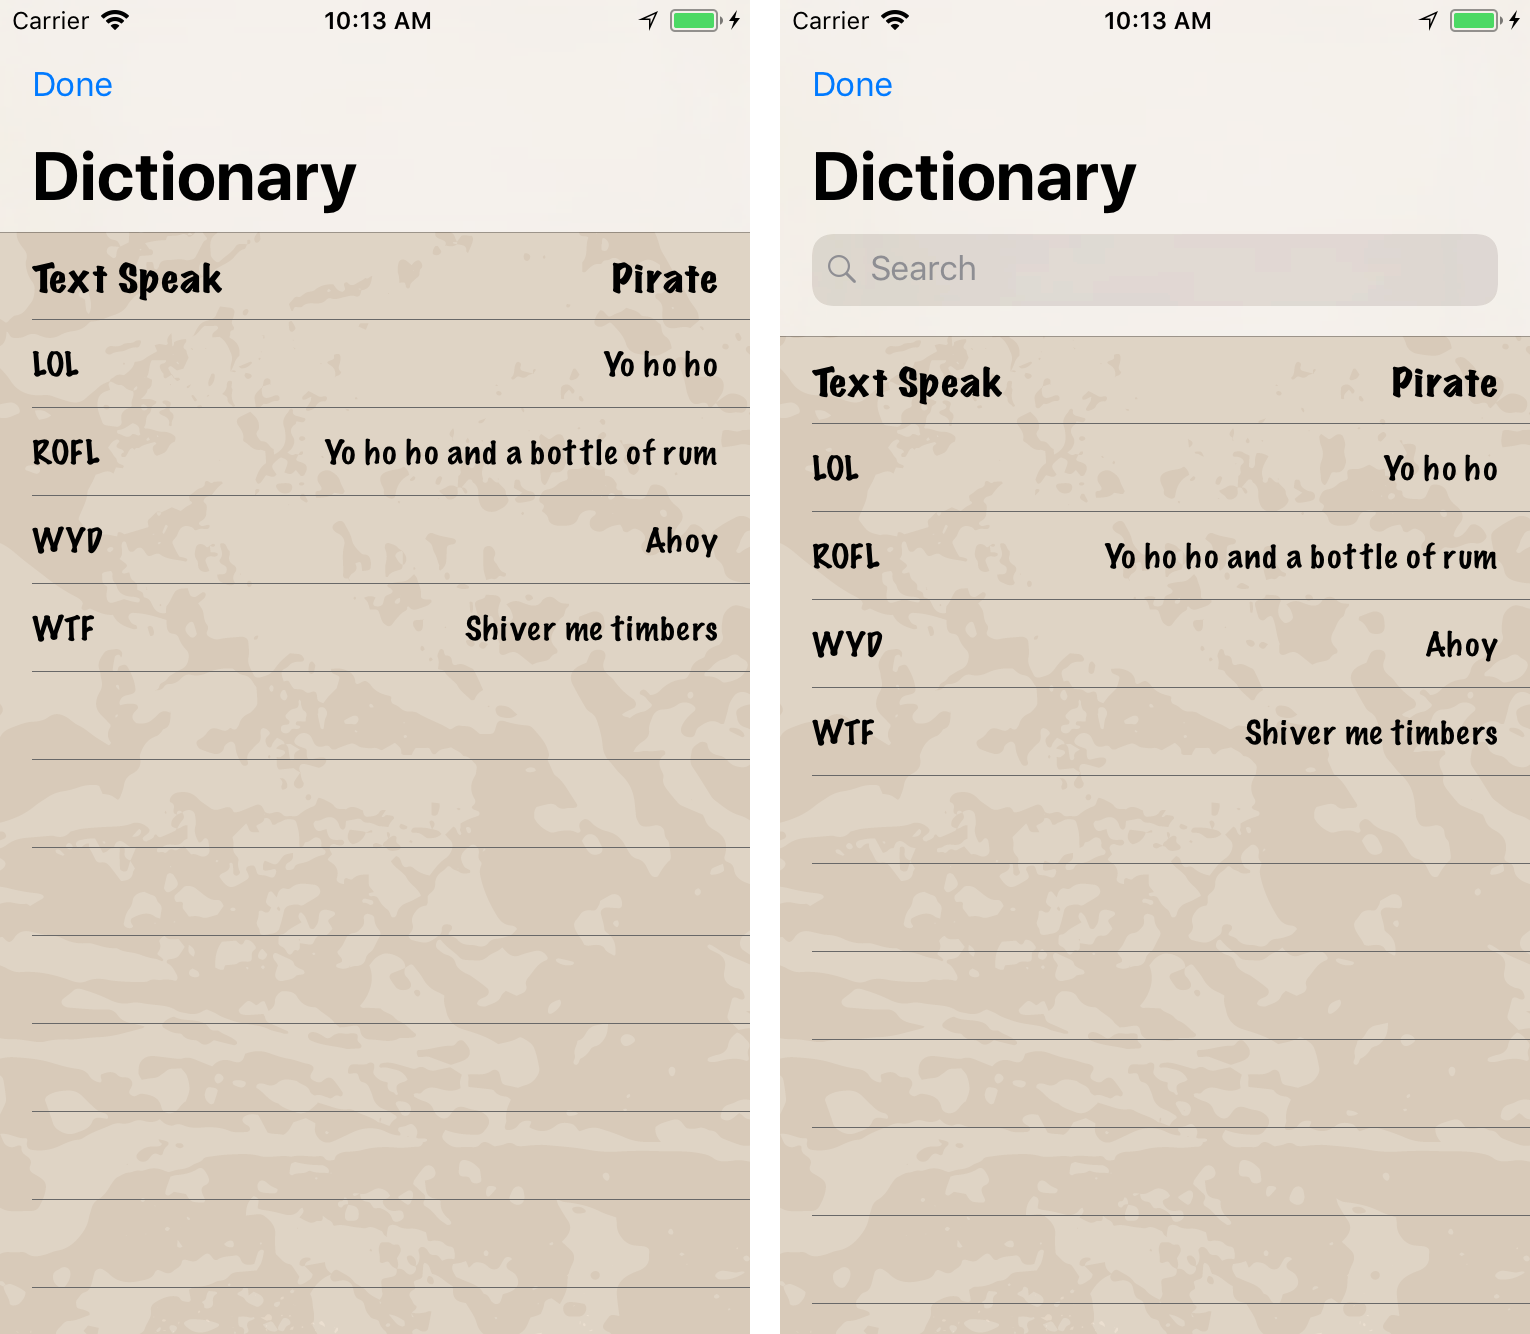 Carrier 10:13 AM
Done
Dictionary
Text Speak Pirate
LOL Yo ho ho
ROFL Yo ho ho and a bottle of rum
WYD Ahoy
WTF Shiver me timbers
Carrier 10:13 AM
Done
Dictionary
Search
Text Speak Pirate
LOL Yo ho ho
ROFL Yo ho ho and a bottle of rum
WYD Ahoy
WTF Shiver me timbers